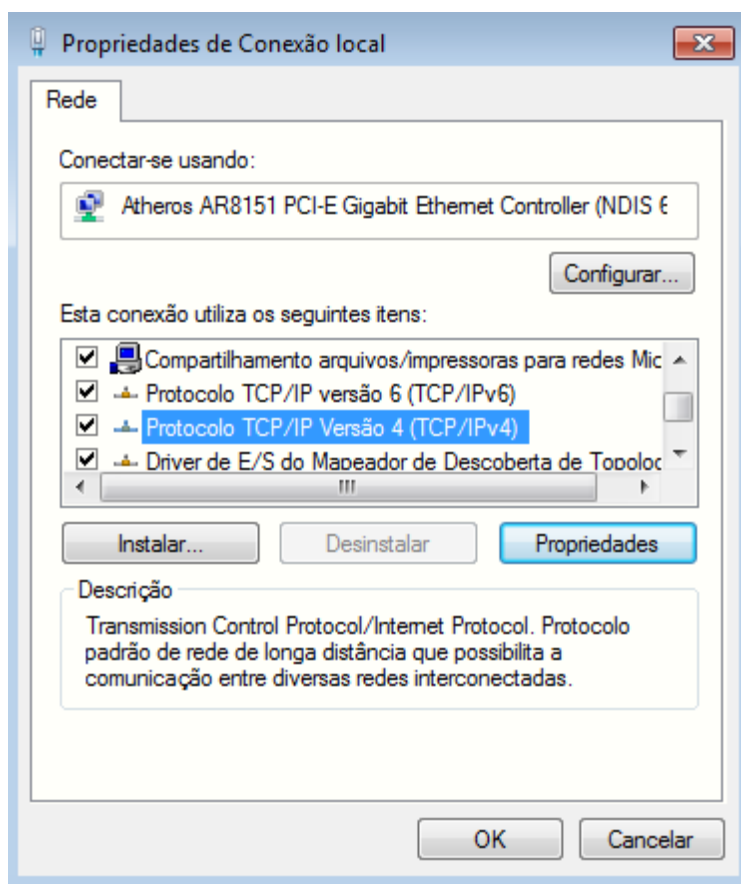 Propriedades de Conexão local
Rede
Conectar-se usando:
Atheros AR8151 PCI-E Gigabit Ethernet Controller (NDIS 6
Configurar...
Esta conexão utiliza os seguintes itens:
Compartilhamento arquivos/impressoras para redes Mic
Protocolo TCP/IP versão 6 (TCP/IPv6)
Protocolo TCP/IP Versão 4 (TCP/IPv4)
Driver de E/S do Mapeador de Descoberta de Topoloc
Instalar...
Desinstalar
Propriedades
Descrição
Transmission Control Protocol/Internet Protocol. Protocolo
padrão de rede de longa distância que possibilita a
comunicação entre diversas redes interconectadas.
OK
Cancelar